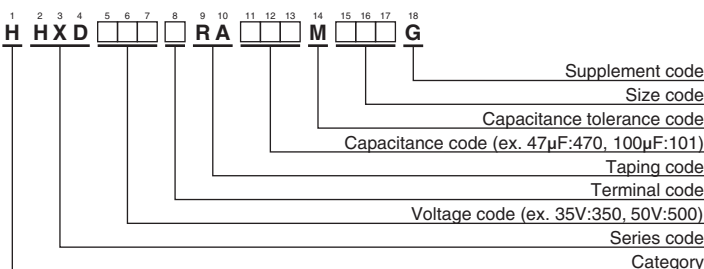 1 2 3 4 5 6 7 8 9 10 11 12 13 14 15 16 17 18
H HXD □□□ □ RA □□□ M □□□ G
Supplement code
Size code
Capacitance tolerance code
Capacitance code (ex. 47µF:470, 100µF:101)
Taping code
Terminal code
Voltage code (ex. 35V:350, 50V:500)
Series code
Category